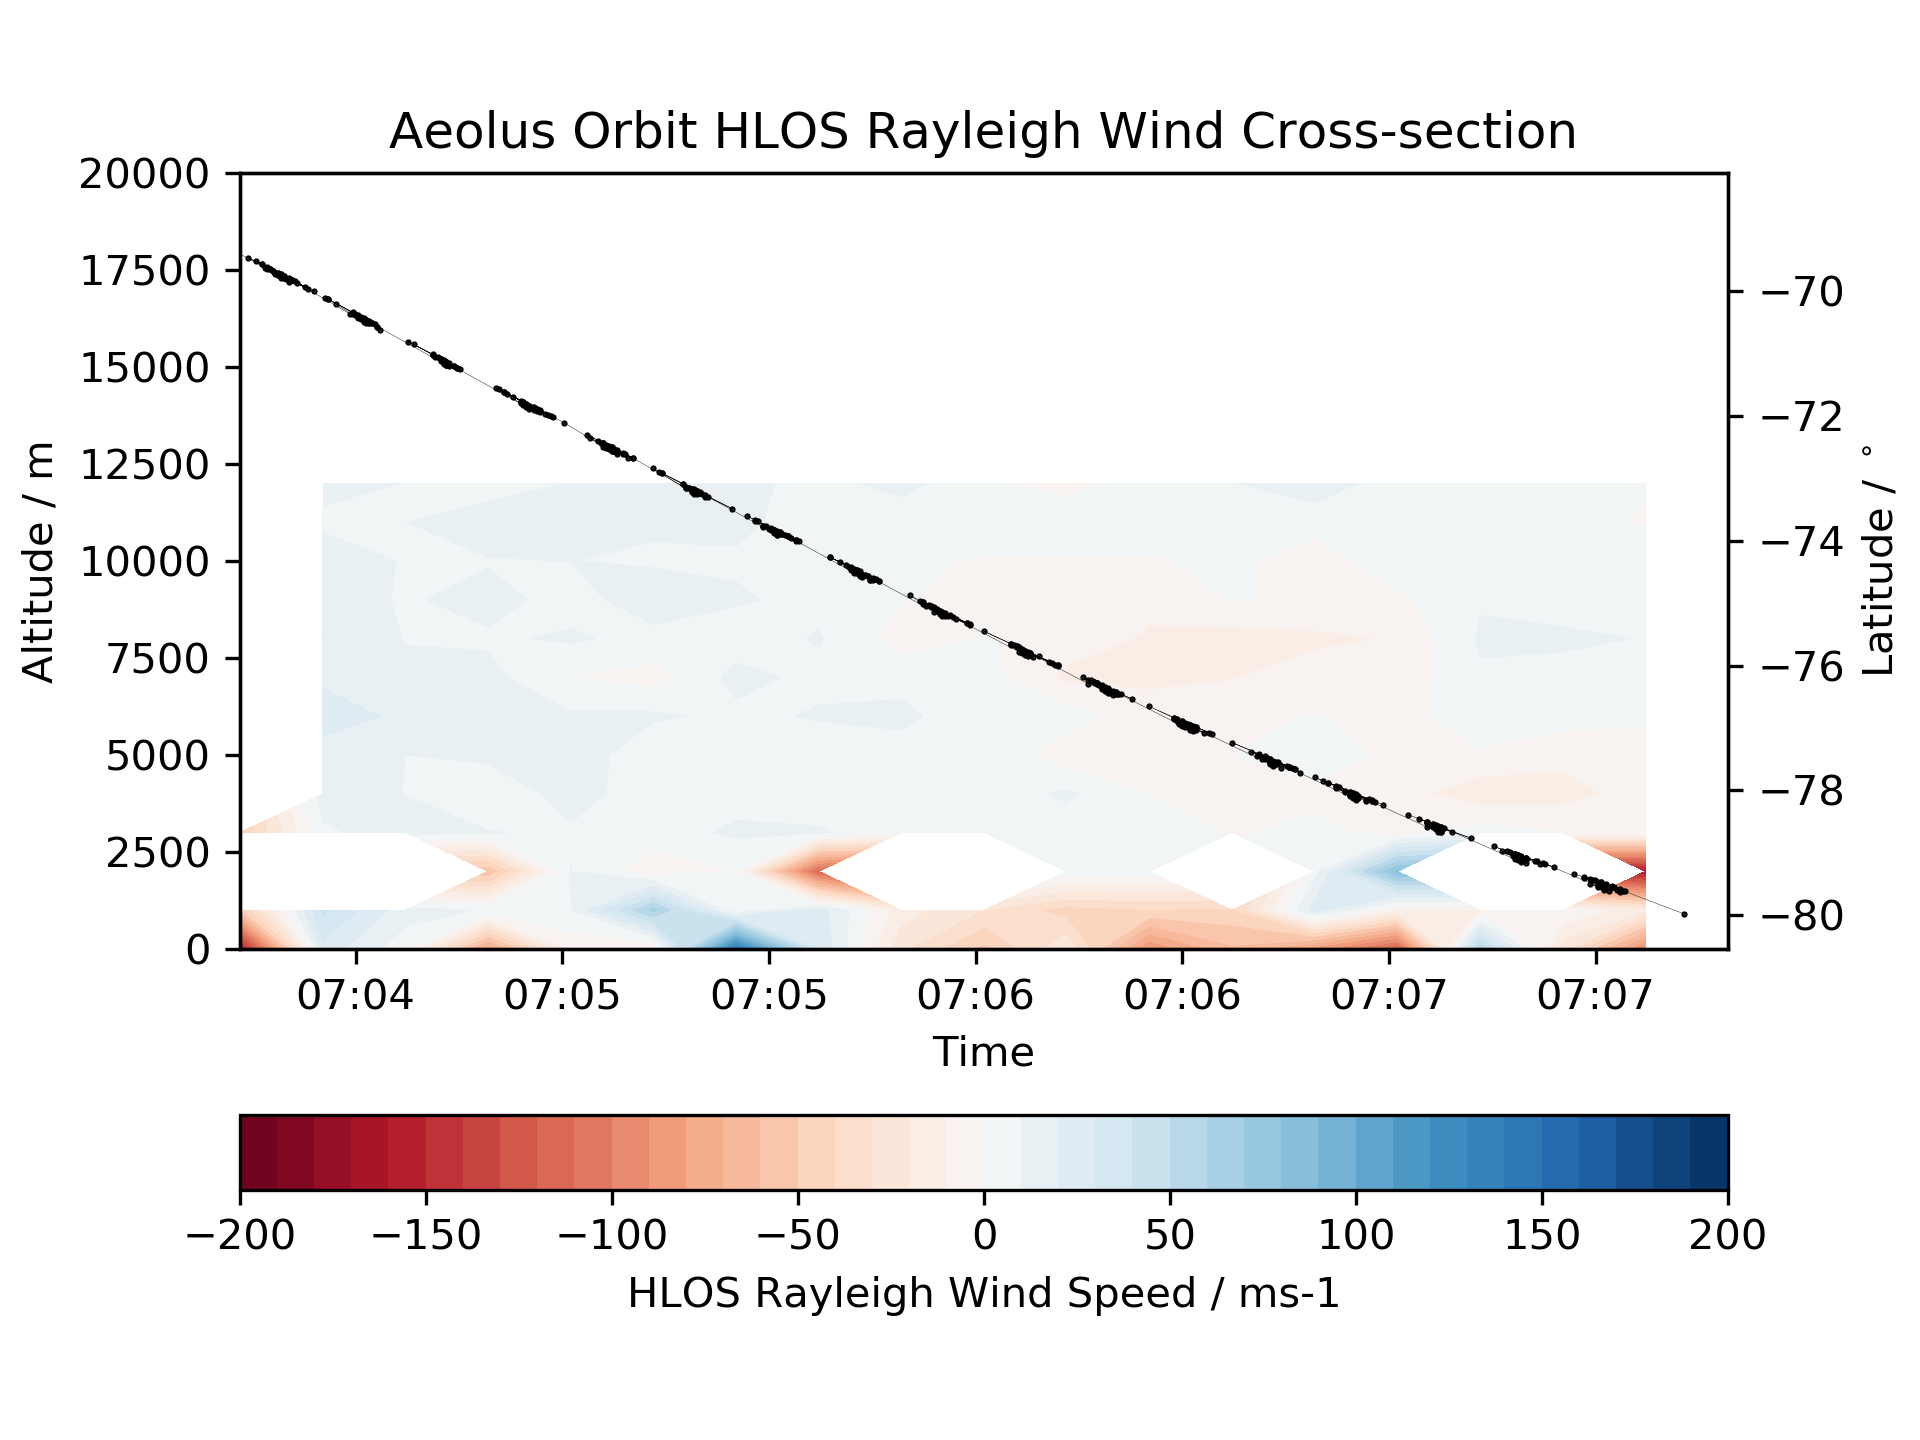 Aeolus Orbit HLOS Rayleigh Wind Cross-section
20000
17500
15000
12500
10000
7500
5000
2500
0
Altitude / m
−70
−72
−74
−76
−78
−80
Latitude / °
07:04 07:05 07:05 07:06 07:06 07:07 07:07
Time
−200 −150 −100 −50 0 50 100 150 200
HLOS Rayleigh Wind Speed / ms-1